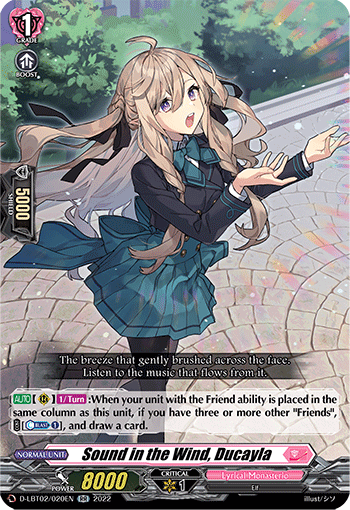 1
GRADE
BOOST
5000
SHIELD
The breeze that gently brushed across the face.
Listen to the music that flows from it.
AUTO [R] 1/Turn :When your unit with the Friend ability is placed in the
same column as this unit, if you have three or more other "Friends",
[COUNTER BLAST 1], and draw a card.
NORMAL UNIT
Sound in the Wind, Ducayla
Lyrical Monasterio
POWER 8000
CRITICAL
1
Elf
D-LBT02/020EN RR 2022
illust/シソ